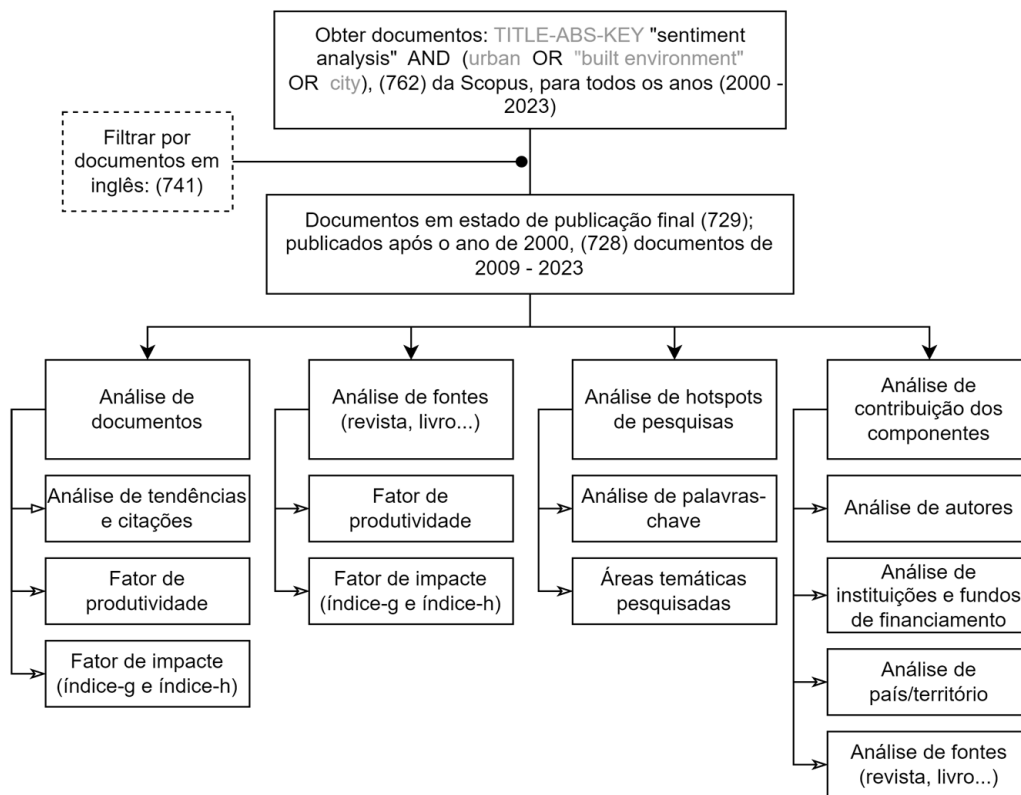 Obter documentos: TITLE-ABS-KEY "sentiment
analysis" AND (urban OR "built environment"
OR city), (762) da Scopus, para todos os anos (2000 -
2023)
Filtrar por
documentos em
inglês: (741)
Documentos em estado de publicação final (729);
publicados após o ano de 2000, (728) documentos de
2009 - 2023
Análise de
documentos
Análise de tendências
e citações
Fator de
produtividade
Fator de impacte
(índice-g e índice-h)
Análise de fontes
(revista, livro...)
Fator de
produtividade
Fator de impacte
(índice-g e índice-h)
Análise de hotspots
de pesquisas
Análise de palavras-
chave
Áreas temáticas
pesquisadas
Análise de
contribuição dos
componentes
Análise de autores
Análise de
instituições e fundos
de financiamento
Análise de
país/território
Análise de fontes
(revista, livro...)